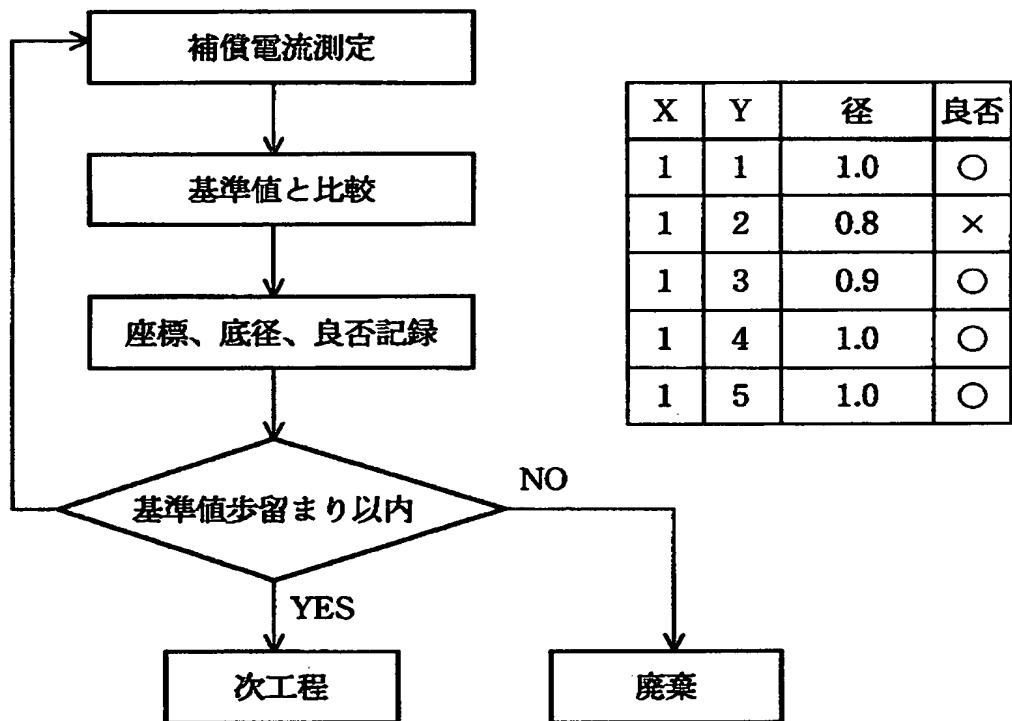 補償電流測定
基準値と比較
座標、底径、良否記録
基準値歩留まり以内
NO
YES
次工程
廃棄
X Y 径 良否
1 1 1.0 ○
1 2 0.8 ×
1 3 0.9 ○
1 4 1.0 ○
1 5 1.0 ○